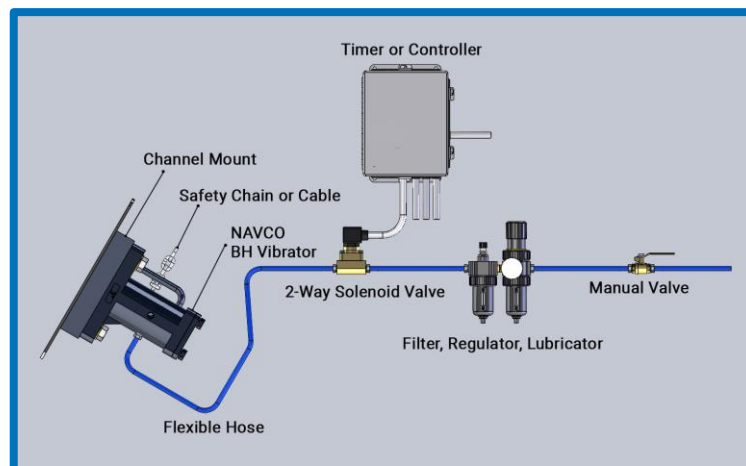 Timer or Controller
Channel Mount
Safety Chain or Cable
NAVCO
BH Vibrator
2-Way Solenoid Valve
Manual Valve
Filter, Regulator, Lubricator
Flexible Hose